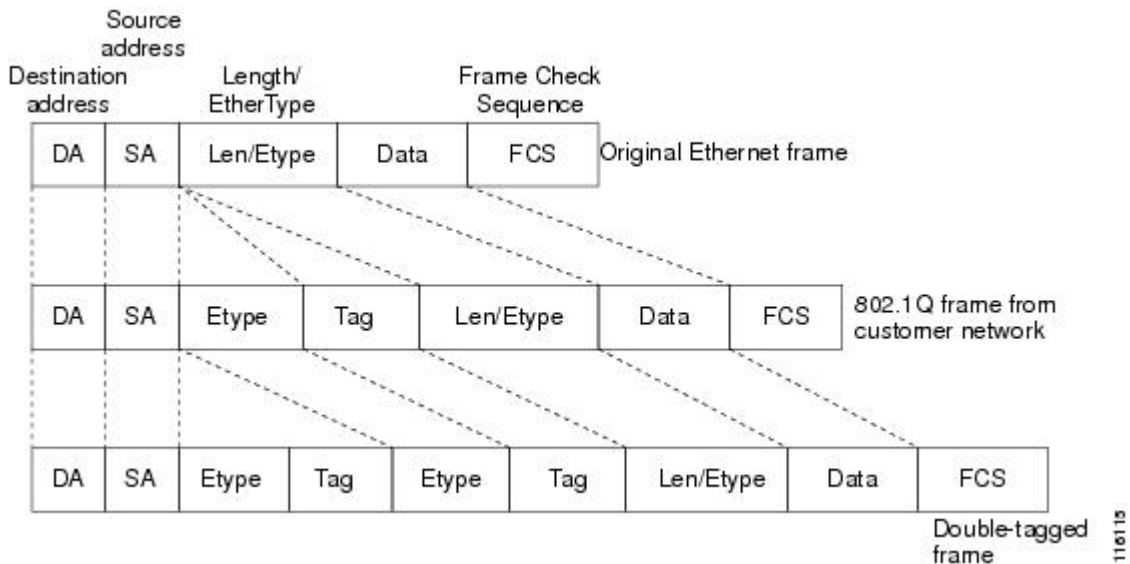 Source
address
Destination
address
Length/
EtherType
Frame Check
Sequence
DA SA Len/Etype Data FCS Original Ethernet frame
DA SA Etype Tag Len/Etype Data FCS 802.1Q frame from
customer network
DA SA Etype Tag Etype Tag Len/Etype Data FCS
Double-tagged
frame
116115